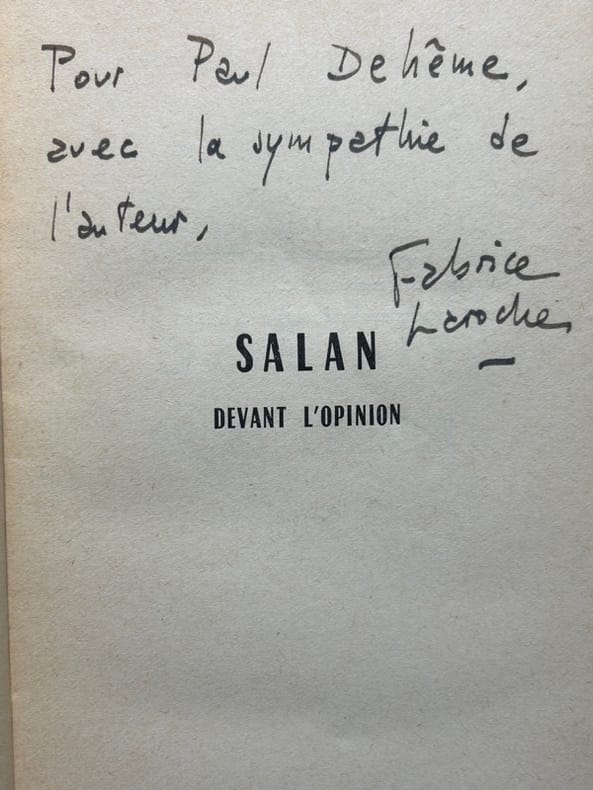 Pour Paul Dehême,
avec la sympathie de
l'auteur,
Fabrice
Laroche
SALAN
DEVANT L'OPINION